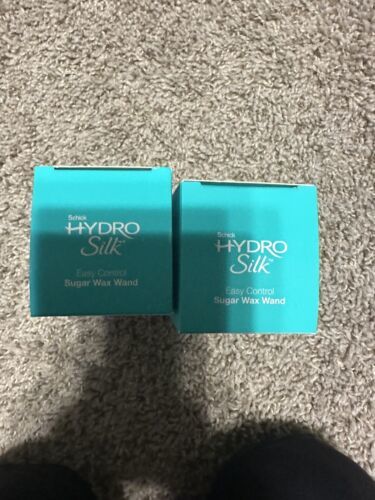 Schick
HYDRO
Silk
Easy Control
Sugar Wax Wand
Schick
HYDRO
Silk
Easy Control
Sugar Wax Wand